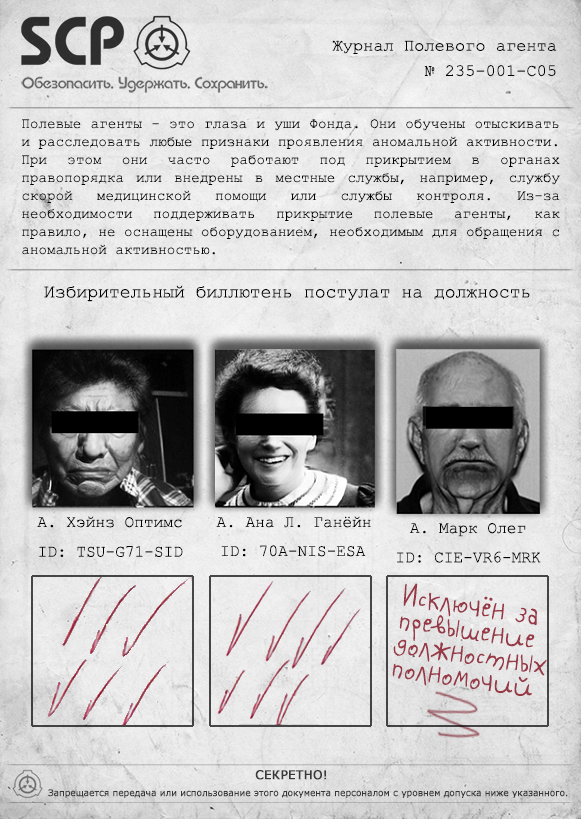 SCP
Обезопасить. Удержать. Сохранить.
Журнал Полевого агента
№ 235-001-C05
Полевые агенты – это глаза и уши Фонда. Они обучены отыскивать
и расследовать любые признаки проявления аномальной активности.
При этом они часто работают под прикрытием в органах
правопорядка или внедрены в местные службы, например, службу
скорой медицинской помощи или службы контроля. Из-за
необходимости поддерживать прикрытие полевые агенты, как
правило, не оснащены оборудованием, необходимым для обращения с
аномальной активностью.
Избирительный биллютень постулат на должность
А. Хэйнз Оптимс
А. Ана Л. Ганёйн
А. Марк Олег
ID: TSU-G71-SID
ID: 70A-NIS-ESA
ID: CIE-VR6-MRK
Исключён за
превышение
должностных
полномочий
СЕКРЕТНО!
Запрещается передача или использование этого документа персоналом с уровнем допуска ниже указанного.